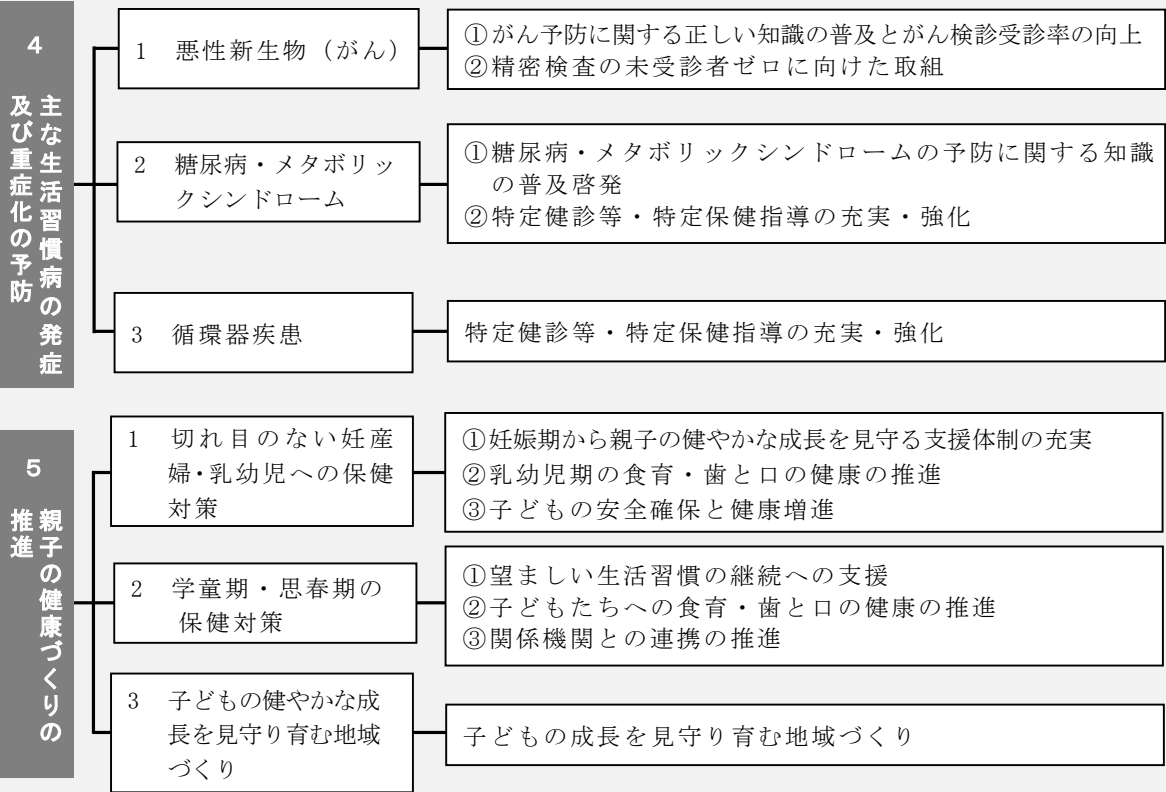 4
主な生活習慣病の発症
及び重症化の予防
1 悪性新生物（がん）
①がん予防に関する正しい知識の普及とがん検診受診率の向上
②精密検査の未受診者ゼロに向けた取組
2 糖尿病・メタボリッ
クシンドローム
①糖尿病・メタボリックシンドロームの予防に関する知識
の普及啓発
②特定健診等・特定保健指導の充実・強化
3 循環器疾患
特定健診等・特定保健指導の充実・強化
5
親子の健康づくりの
推進
1 切れ目のない妊産
婦・乳幼児への保健
対策
①妊娠期から親子の健やかな成長を見守る支援体制の充実
②乳幼児期の食育・歯と口の健康の推進
③子どもの安全確保と健康増進
2 学童期・思春期の
保健対策
①望ましい生活習慣の継続への支援
②子どもたちへの食育・歯と口の健康の推進
③関係機関との連携の推進
3 子どもの健やかな成
長を見守り育む地域
づくり
子どもの成長を見守り育む地域づくり